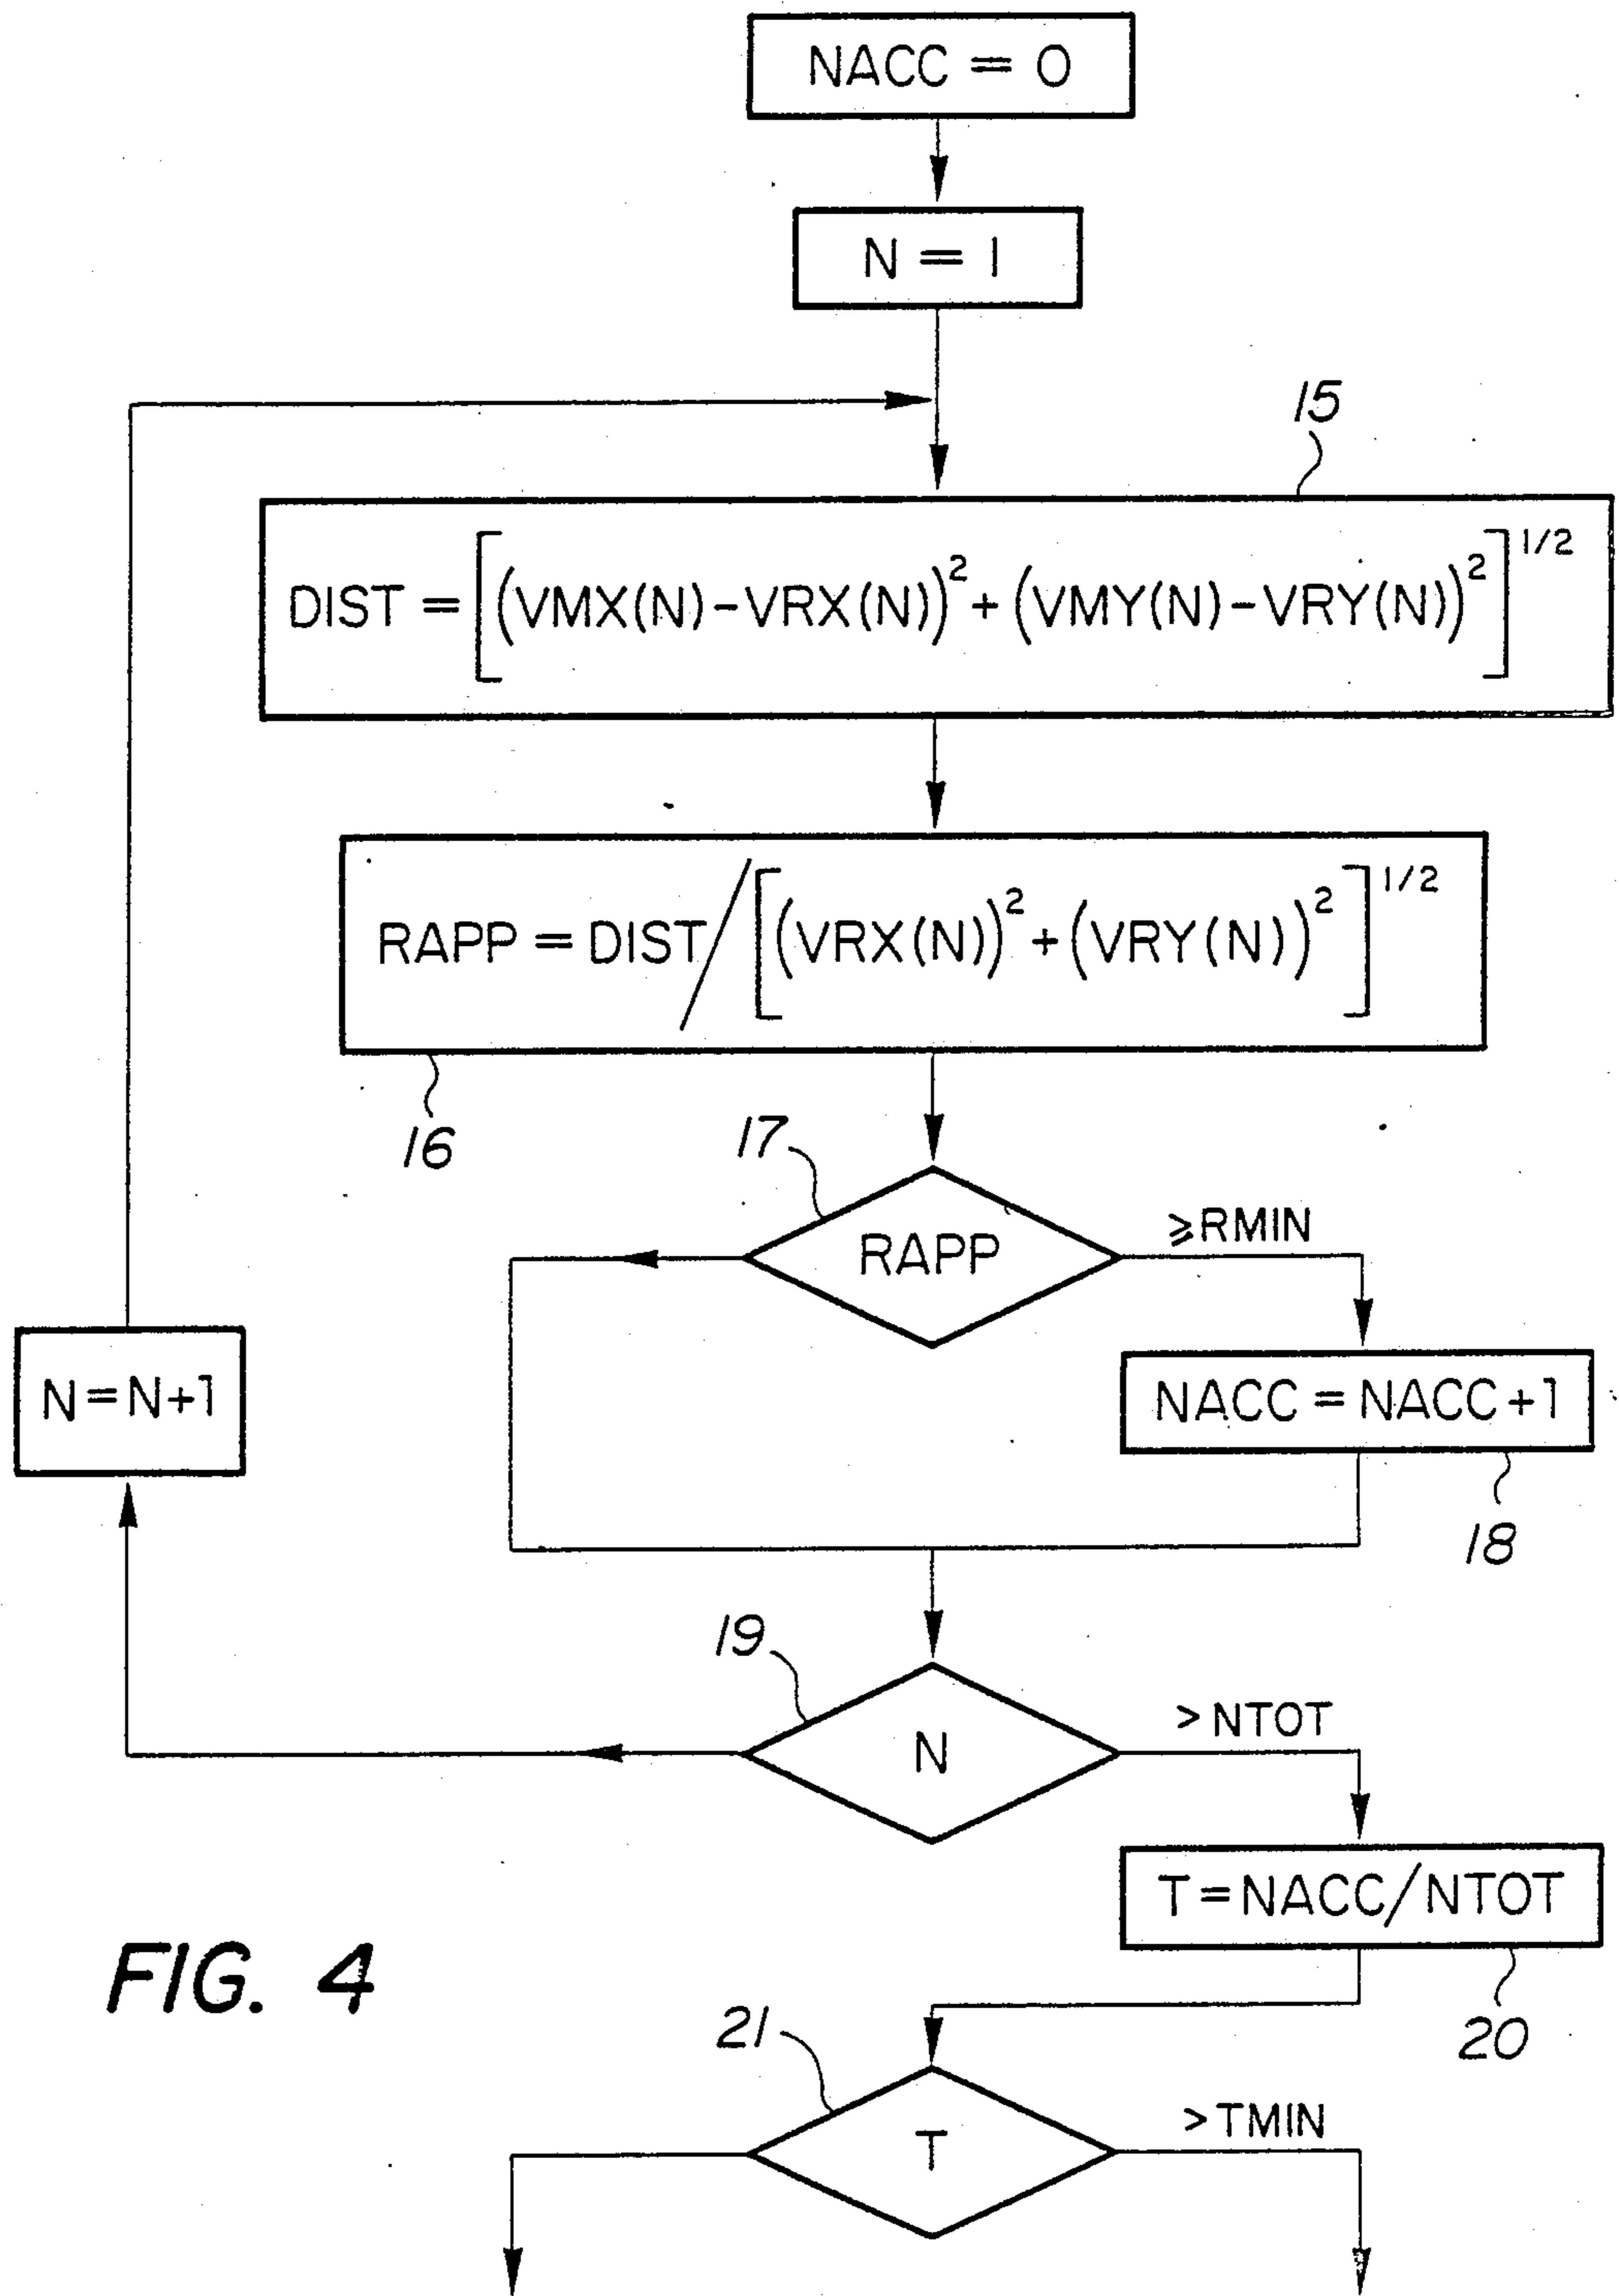 NACC = 0
N = 1
15
DIST = [(VMX(N)-VRX(N))² + (VMY(N)-VRY(N))²]^1/2
RAPP = DIST/[(VRX(N))² + (VRY(N))²]^1/2
16
17
RAPP
≥RMIN
N=N+1
NACC = NACC+1
18
19
N
>NTOT
T=NACC/NTOT
20
FIG. 4
21
T
>TMIN